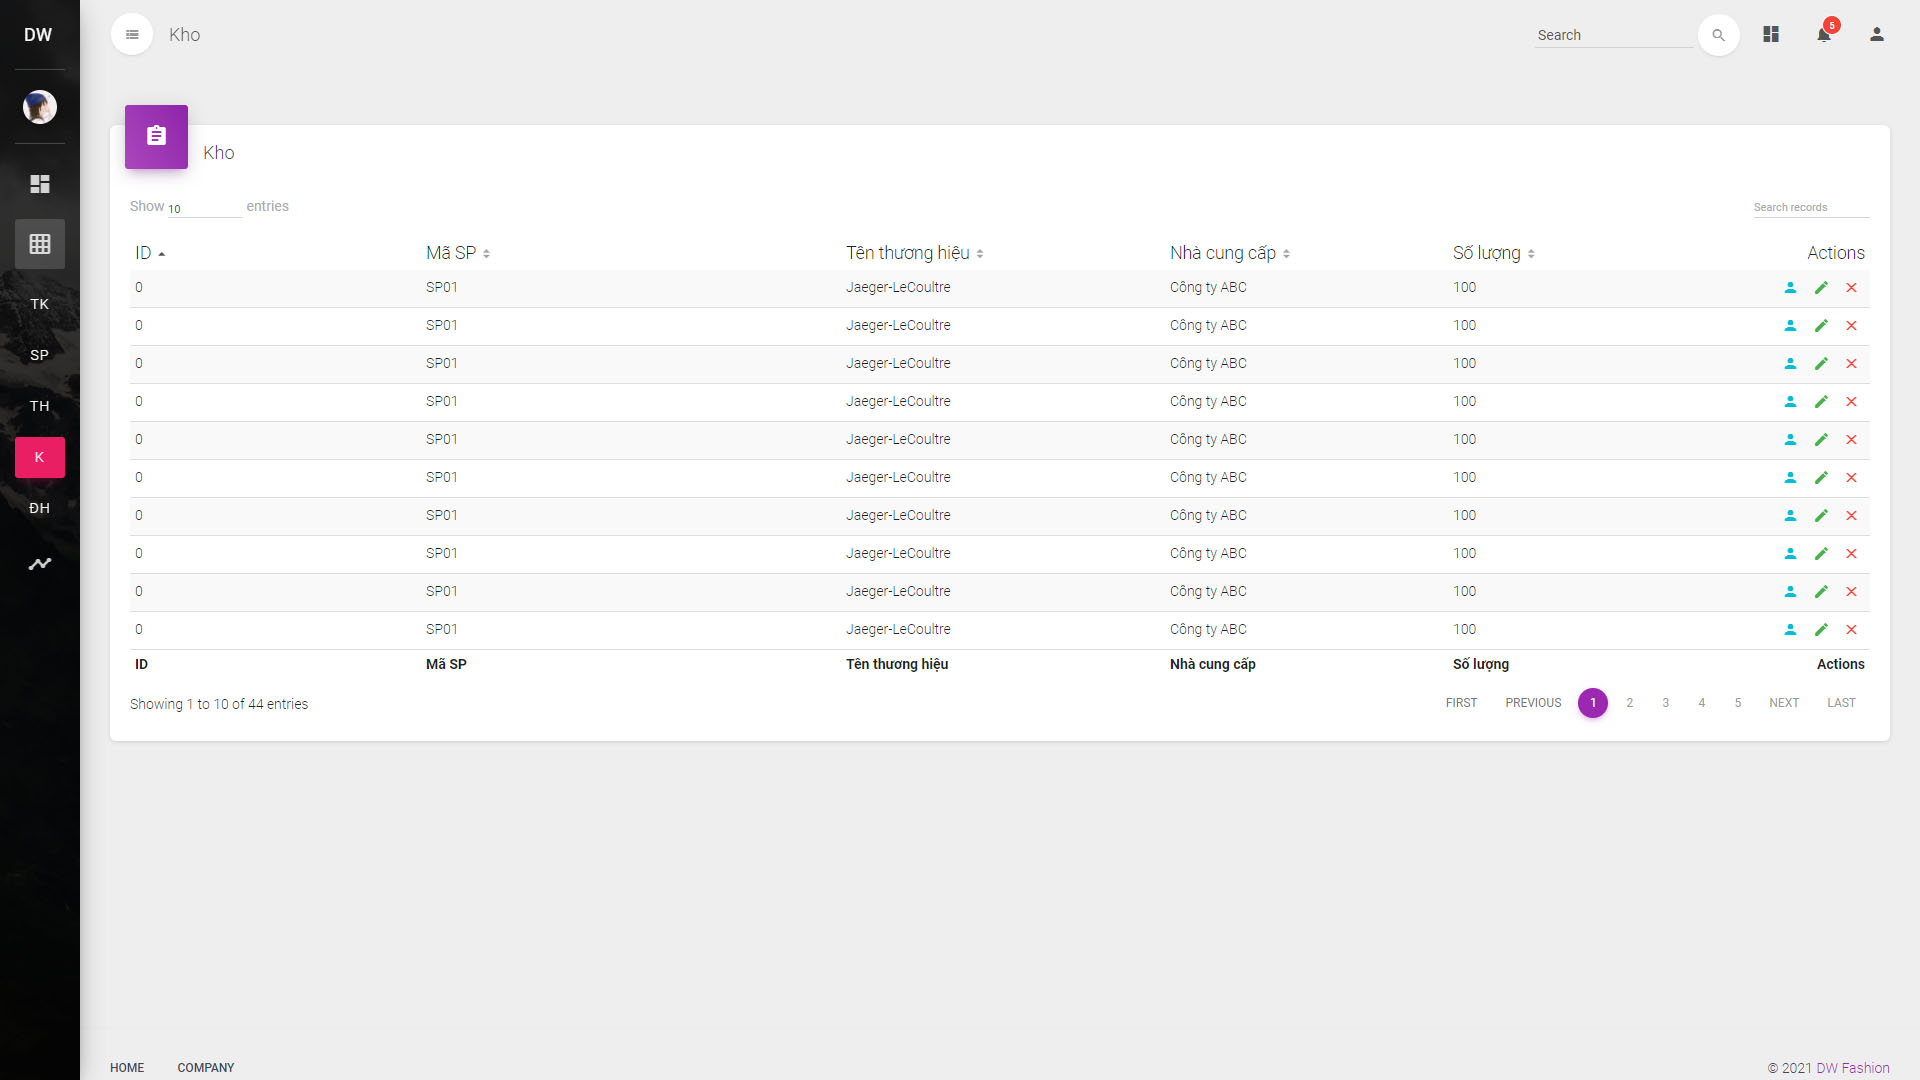 DW
Kho
Search
5
Kho
Show 10 entries
Search records
ID Mã SP Tên thương hiệu Nhà cung cấp Số lượng Actions
0 SP01 Jaeger-LeCoultre Công ty ABC 100
0 SP01 Jaeger-LeCoultre Công ty ABC 100
0 SP01 Jaeger-LeCoultre Công ty ABC 100
0 SP01 Jaeger-LeCoultre Công ty ABC 100
0 SP01 Jaeger-LeCoultre Công ty ABC 100
0 SP01 Jaeger-LeCoultre Công ty ABC 100
0 SP01 Jaeger-LeCoultre Công ty ABC 100
0 SP01 Jaeger-LeCoultre Công ty ABC 100
0 SP01 Jaeger-LeCoultre Công ty ABC 100
0 SP01 Jaeger-LeCoultre Công ty ABC 100
ID Mã SP Tên thương hiệu Nhà cung cấp Số lượng Actions
Showing 1 to 10 of 44 entries
FIRST PREVIOUS 1 2 3 4 5 NEXT LAST
TK
SP
TH
K
ĐH
HOME COMPANY
© 2021 DW Fashion